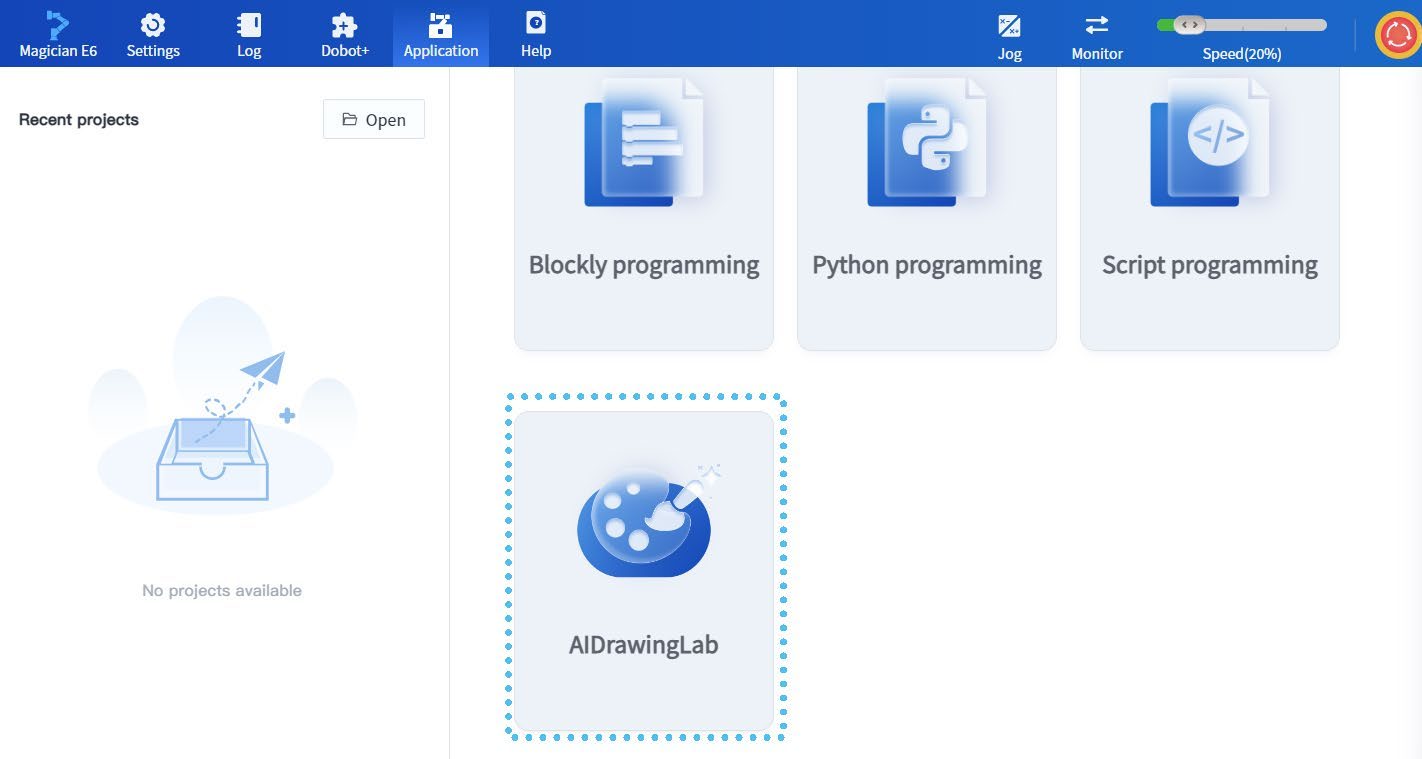 Magician E6
Settings
Log
Dobot+
Application
Help
Jog
Monitor
Speed(20%)
Recent projects
Open
No projects available
Blockly programming
Python programming
Script programming
AIDrawingLab